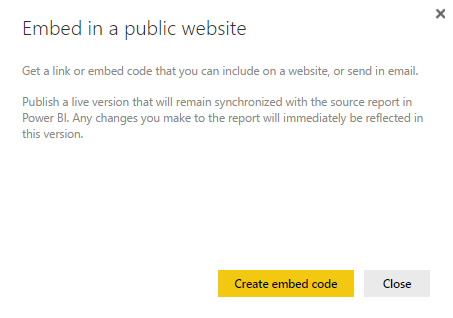 Embed in a public website
Get a link or embed code that you can include on a website, or send in email.
Publish a live version that will remain synchronized with the source report in
Power BI. Any changes you make to the report will immediately be reflected in
this version.
Create embed code
Close